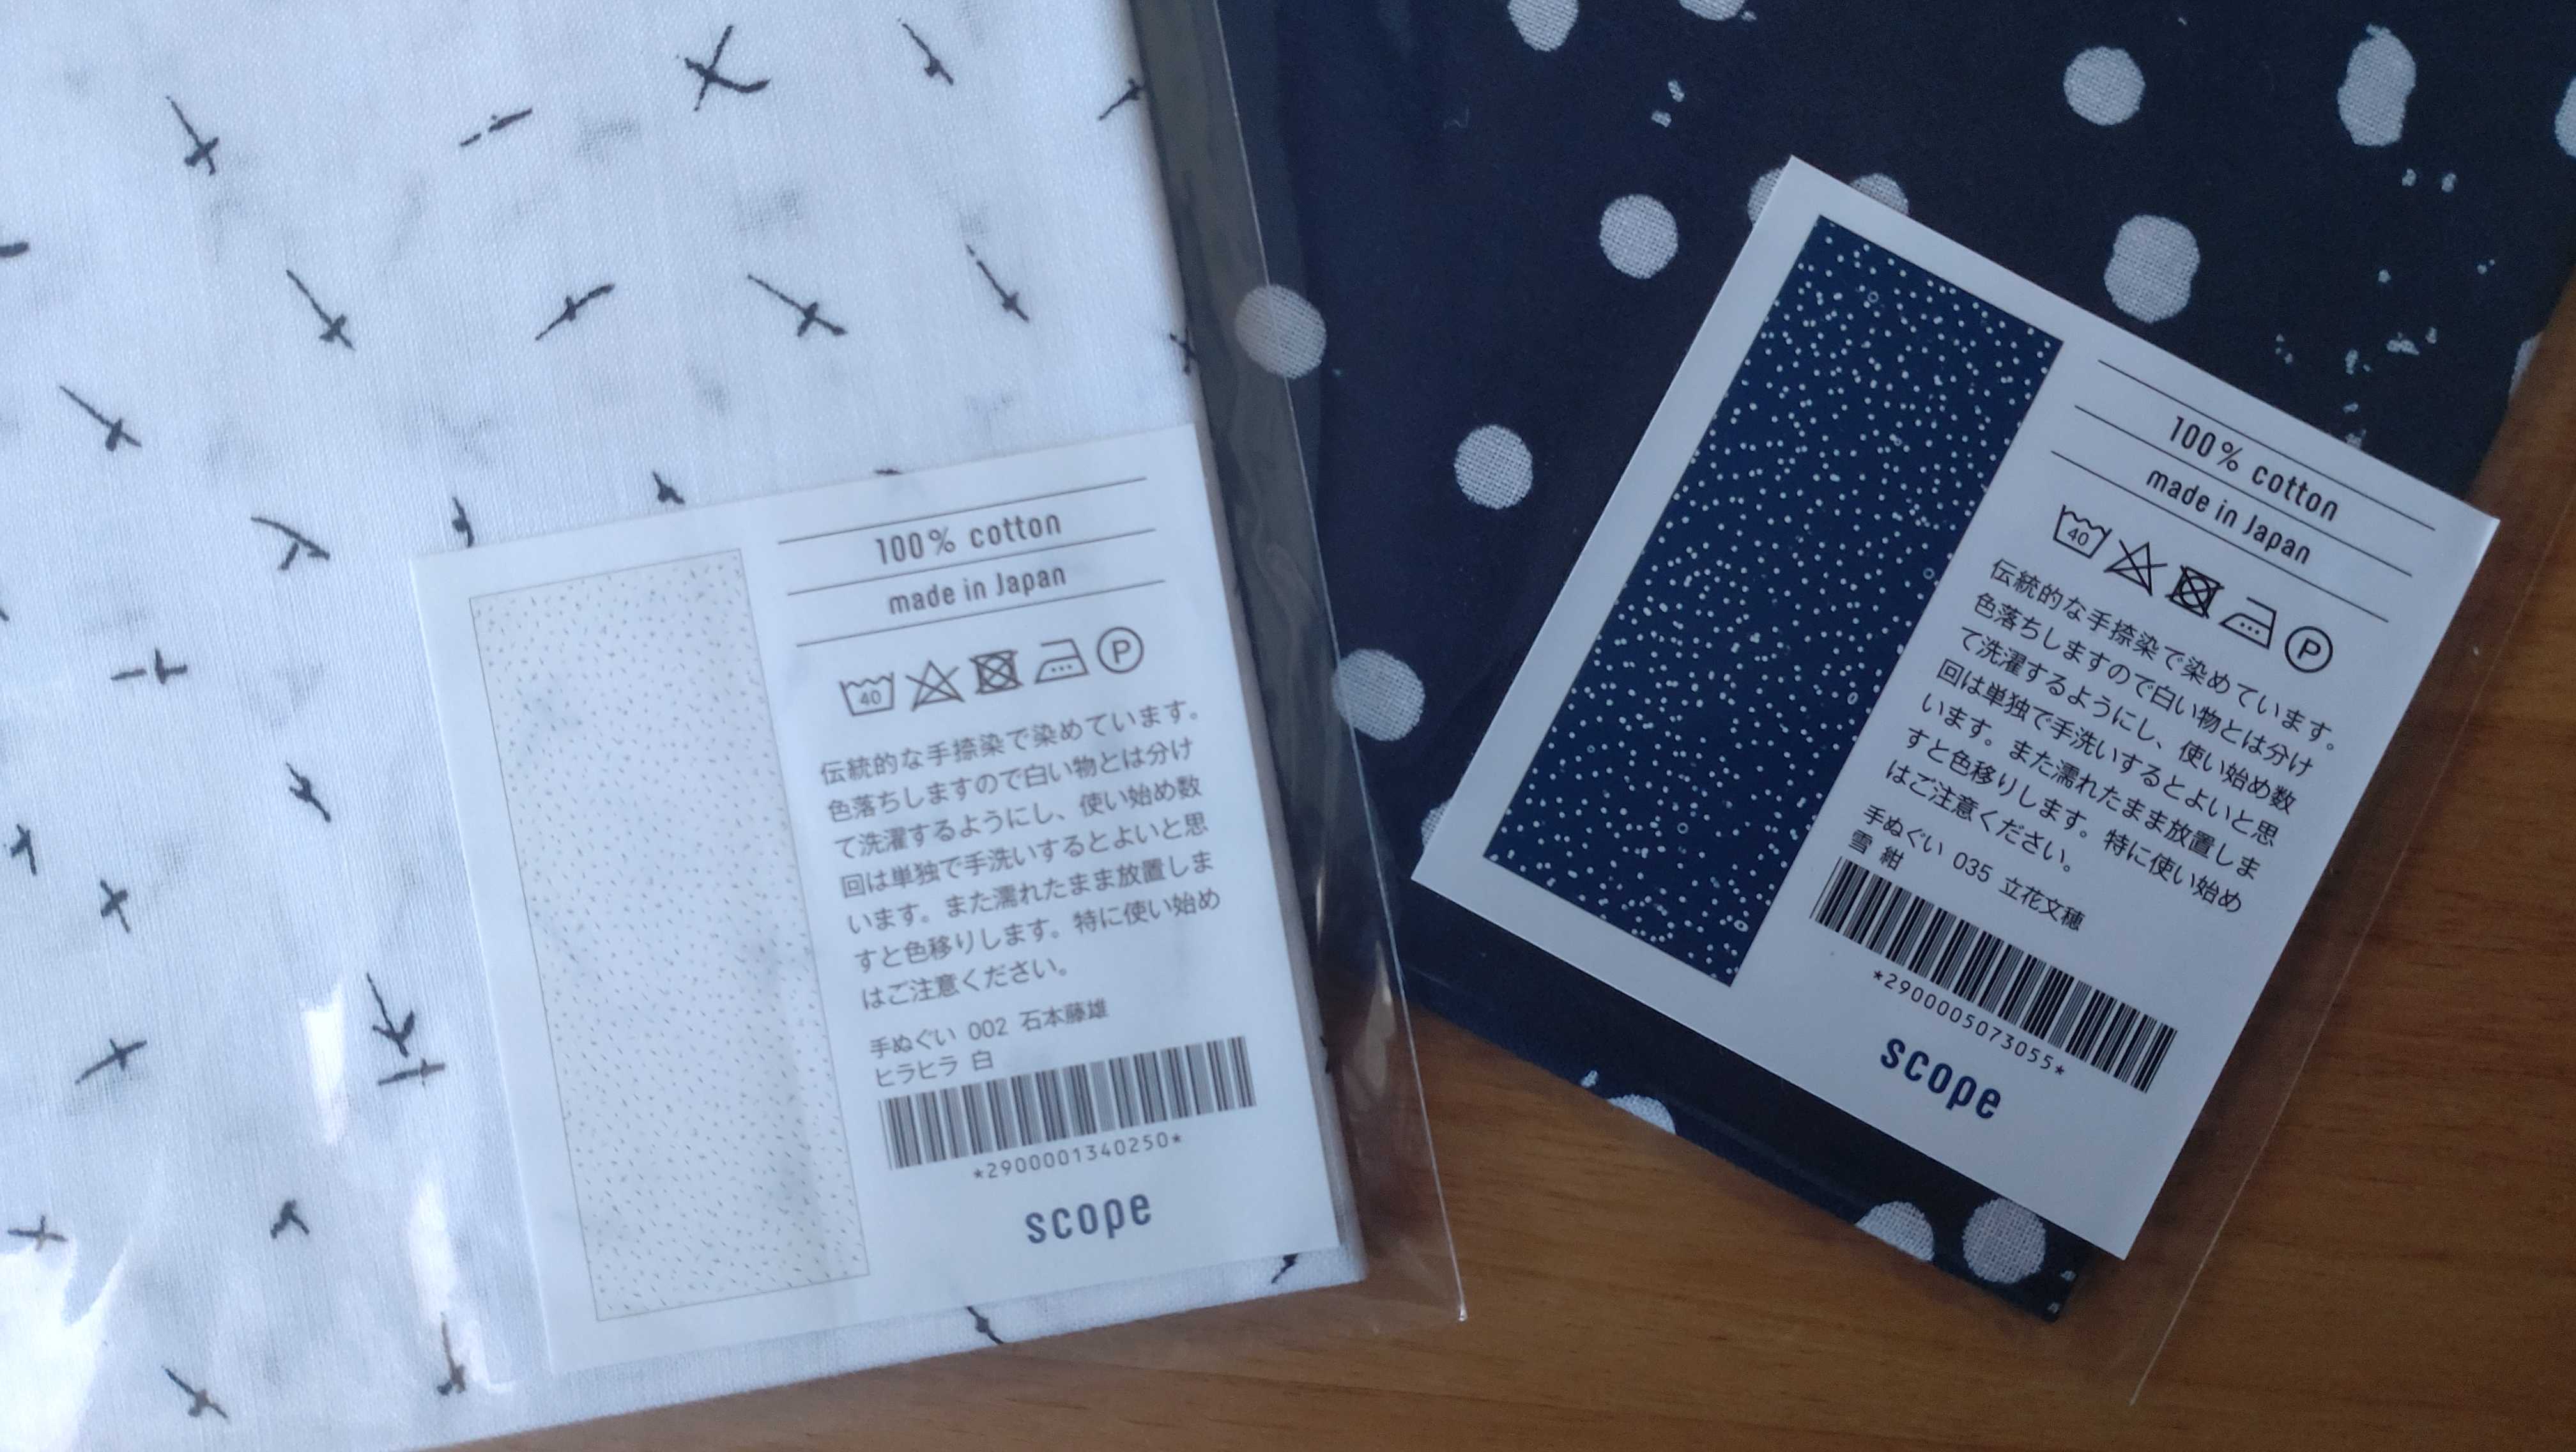 100% cotton
made in Japan
40
P
伝統的な手捺染で染めています。
色落ちしますので白い物とは分け
て洗濯するようにし、使い始め数
回は単独で手洗いするとよいと思
います。また濡れたまま放置しま
すと色移りします。特に使い始め
はご注意ください。
手ぬぐい 002 石本藤雄
ヒラヒラ 白
*2900001340250*
scope
100% cotton
made in Japan
40
P
伝統的な手捺染で染めています。
色落ちしますので白い物とは分け
て洗濯するようにし、使い始め数
回は単独で手洗いするとよいと思
います。また濡れたまま放置しま
すと色移りします。特に使い始め
はご注意ください。
手ぬぐい 035 立花文穂
雪 紺
*2900005073055*
scope